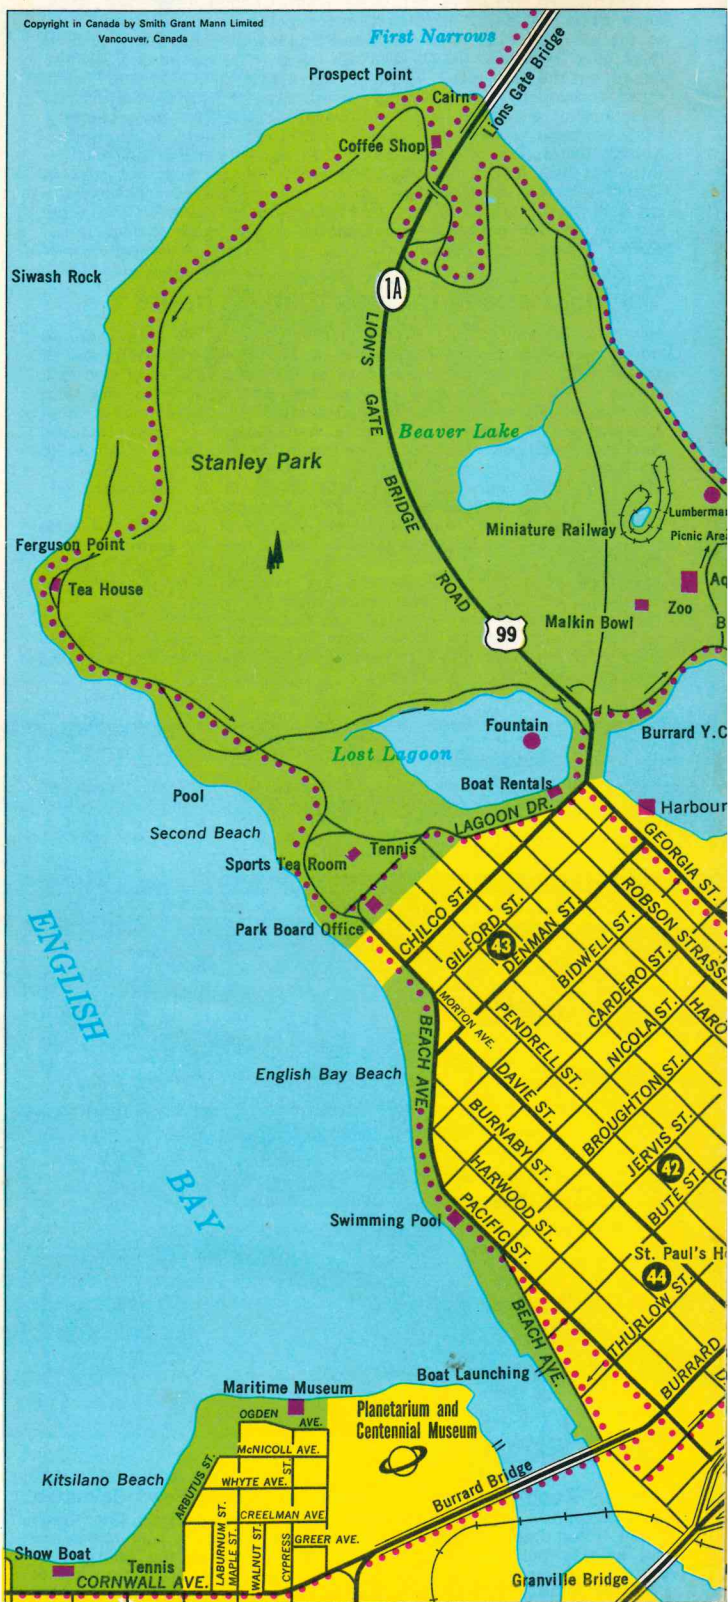 Copyright in Canada by Smith Grant Mann Limited
Vancouver, Canada
First Narrows
Prospect Point
Cairn
Lions Gate Bridge
Coffee Shop
Siwash Rock
1A
LION'S GATE BRIDGE ROAD
Beaver Lake
Stanley Park
Lumberman
Miniature Railway
Picnic Area
Ferguson Point
Tea House
Aq
Zoo
Malkin Bowl
B
99
Fountain
Burrard Y.C
Lost Lagoon
Boat Rentals
Pool
Harbour
LAGOON DR.
Second Beach
GEORGIA ST.
Tennis
Sports Tea Room
ROBSON STRASSE
Park Board Office
CHILCO ST.
GILFORD ST.
43
DENMAN ST.
BIDWELL ST.
CARDERO ST.
NICOLA ST.
HARO
ENGLISH
BAY
MORTON AVE.
PENDRELL ST.
BEACH AVE.
English Bay Beach
DAVIE ST.
BROUGHTON ST.
BURNABY ST.
JERVIS ST.
42
HARWOOD ST.
BUTE ST.
CO
PACIFIC ST.
Swimming Pool
St. Paul's H
44
THURLOW ST.
BEACH AVE.
Boat Launching
BURRARD
Maritime Museum
OGDEN AVE.
Planetarium and
Centennial Museum
McNICOLL AVE.
Kitsilano Beach
ARBUTUS ST.
WHYTE AVE.
Burrard Bridge
CREELMAN AVE.
LABURNUM ST.
MAPLE ST.
WALNUT ST.
CYPRESS ST.
GREER AVE.
Show Boat
Tennis
CORNWALL AVE.
Granville Bridge